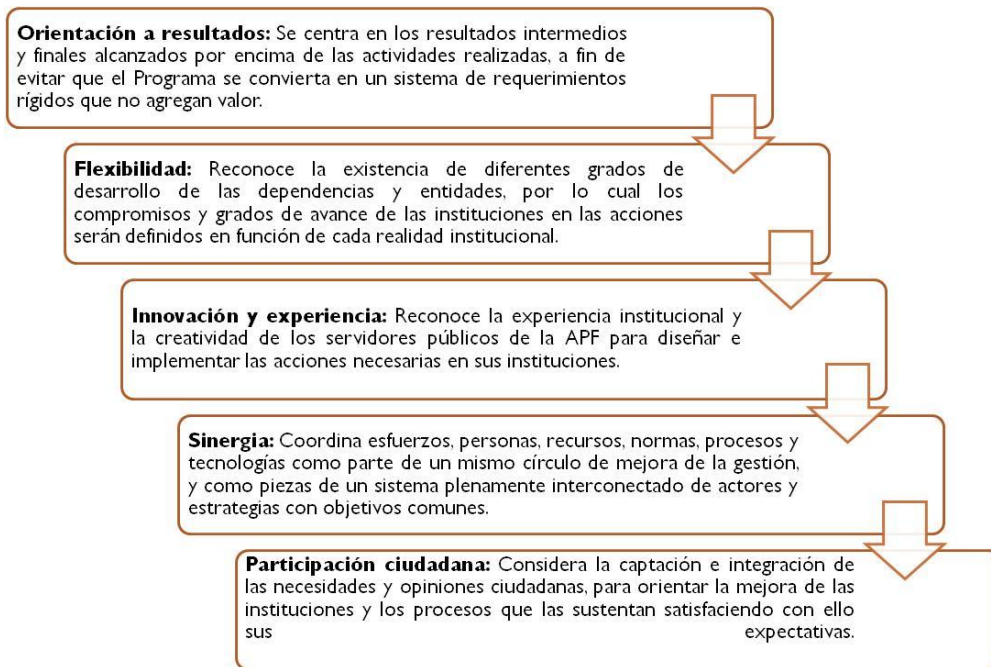 Orientación a resultados: Se centra en los resultados intermedios
y finales alcanzados por encima de las actividades realizadas, a fin de
evitar que el Programa se convierta en un sistema de requerimientos
rígidos que no agregan valor.
Flexibilidad: Reconoce la existencia de diferentes grados de
desarrollo de las dependencias y entidades, por lo cual los
compromisos y grados de avance de las instituciones en las acciones
serán definidos en función de cada realidad institucional.
Innovación y experiencia: Reconoce la experiencia institucional y
la creatividad de los servidores públicos de la APF para diseñar e
implementar las acciones necesarias en sus instituciones.
Sinergia: Coordina esfuerzos, personas, recursos, normas, procesos y
tecnologías como parte de un mismo círculo de mejora de la gestión,
y como piezas de un sistema plenamente interconectado de actores y
estrategias con objetivos comunes.
Participación ciudadana: Considera la captación e integración de
las necesidades y opiniones ciudadanas, para orientar la mejora de las
instituciones y los procesos que las sustentan satisfaciendo con ello
sus expectativas.